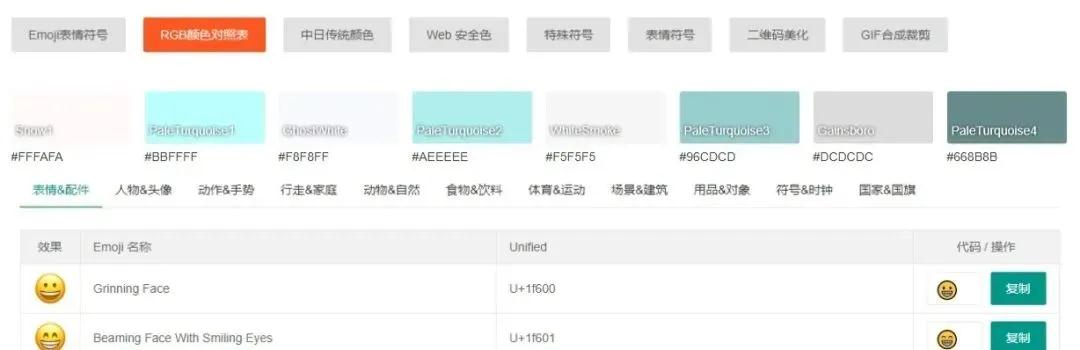 Emoji表情符号 RGB颜色对照表 中日传统颜色 Web 安全色 特殊符号 表情符号 二维码美化 GIF合成裁剪
Snow1 PaleTurquoise1 GhostWhite PaleTurquoise2 WhiteSmoke PaleTurquoise3 Gainsboro PaleTurquoise4
#FFFAFA #BBFFFF #F8F8FF #AEEEEE #F5F5F5 #96CDCD #DCDCDC #668B8B
表情&配件 人物&头像 动作&手势 行走&家庭 动物&自然 食物&饮料 体育&运动 场景&建筑 用品&对象 符号&时钟 国家&国旗
效果 Emoji 名称 Unified 代码 / 操作
Grinning Face U+1f600 复制
Beaming Face With Smiling Eyes U+1f601 复制